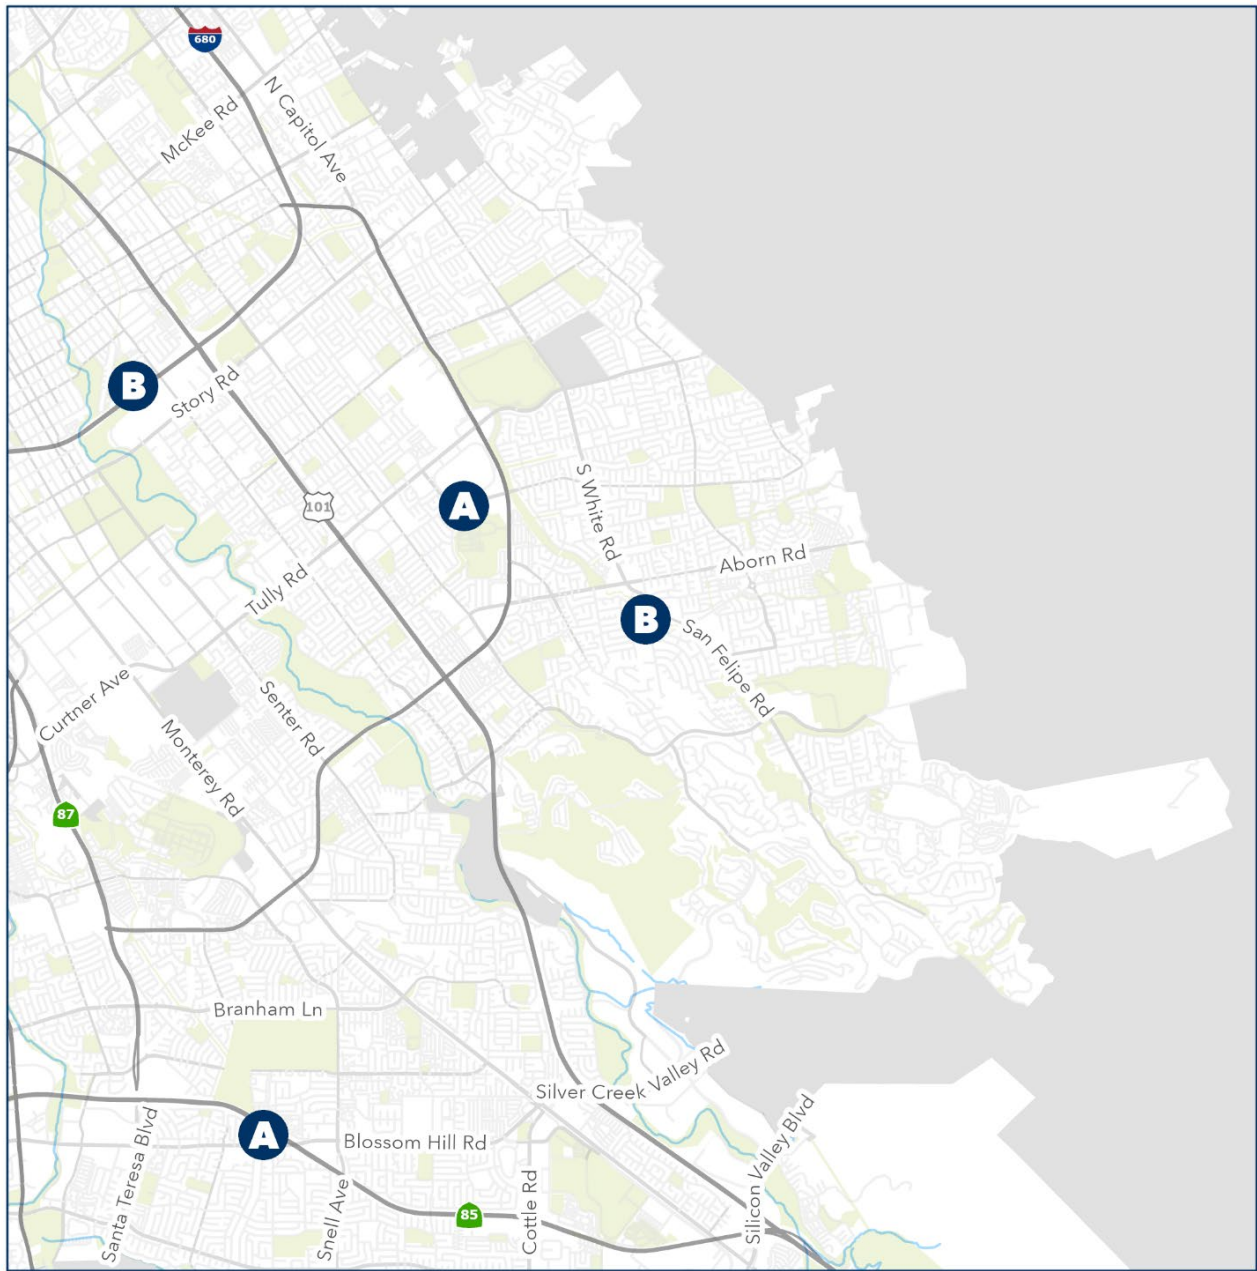 680
N Capitol Ave
McKee Rd
B
Story Rd
A
101
S White Rd
Aborn Rd
Tully Rd
B
San Felipe Rd
Curtner Ave
Senter Rd
Monterey Rd
87
Branham Ln
Silver Creek Valley Rd
A
Blossom Hill Rd
Santa Teresa Blvd
Snell Ave
85
Cottle Rd
Silicon Valley Blvd